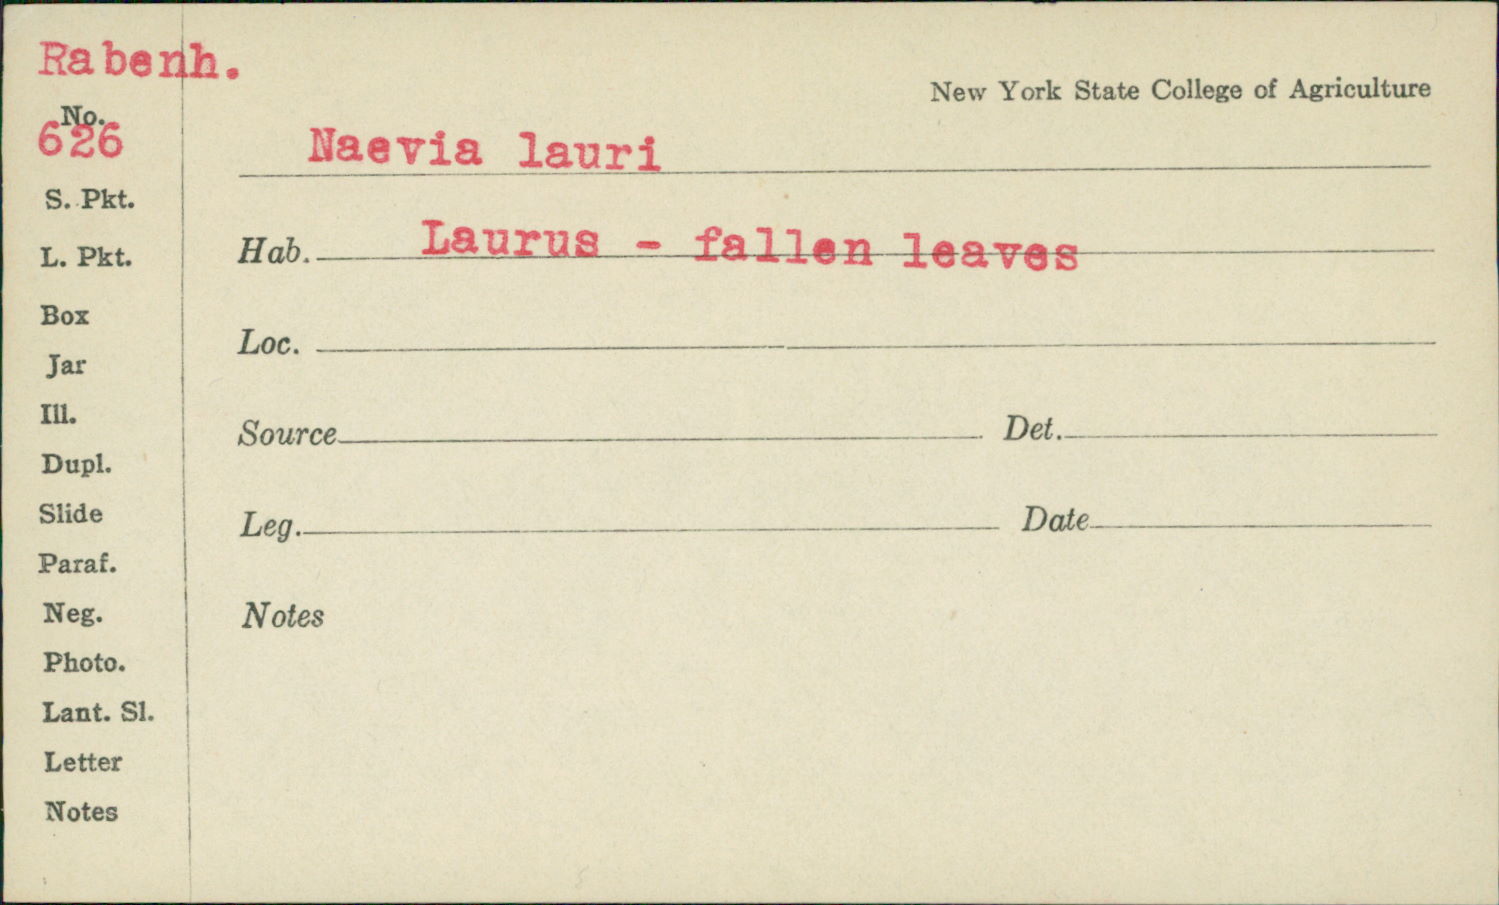 Rabenh.
New York State College of Agriculture
No.
626
Naevia lauri
S. Pkt.
Hab. Laurus - fallen leaves
L. Pkt.
Box
Loc.
Jar
Ill.
Source Det.
Dupl.
Slide
Leg. Date
Paraf.
Neg.
Notes
Photo.
Lant. Sl.
Letter
Notes